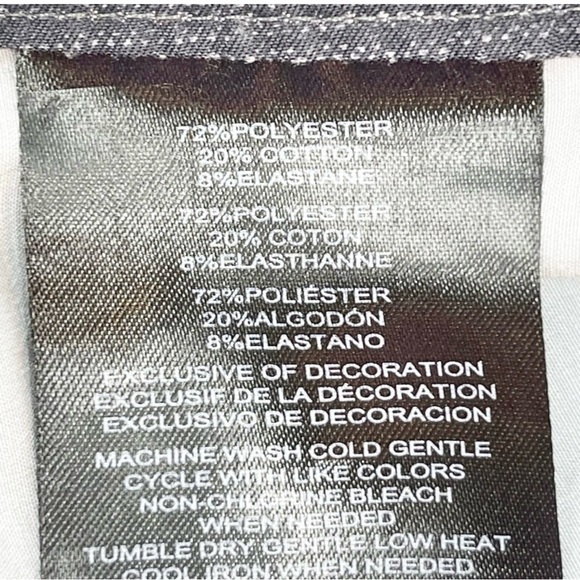 72%POLYESTER
20% COTTON
8%ELASTANE
72%POLYESTER
20% COTON
8%ELASTHANNE
72%POLIÉSTER
20%ALGODÓN
8%ELASTANO
EXCLUSIVE OF DECORATION
EXCLUSIF DE LA DÉCORATION
EXCLUSIVO DE DECORACION
MACHINE WASH COLD GENTLE
CYCLE WITH LIKE COLORS
NON-CHLORINE BLEACH
WHEN NEEDED
TUMBLE DRY GENTLE LOW HEAT
COOL IRON WHEN NEEDED